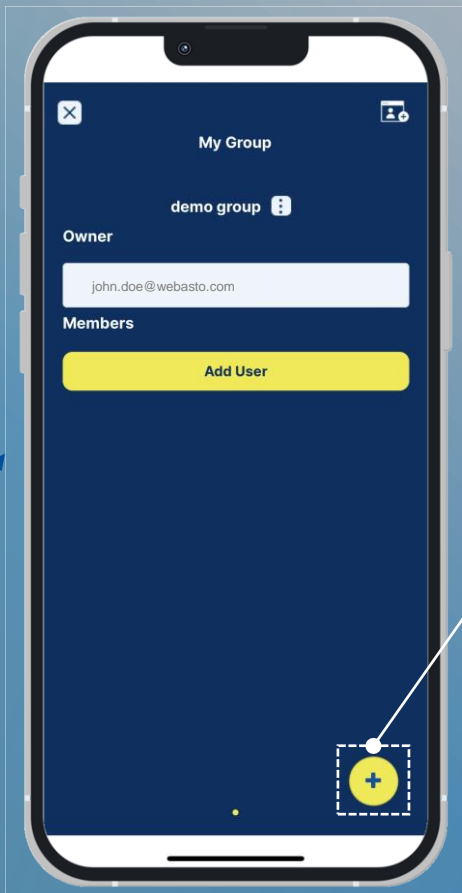 My Group
demo group
Owner
john.doe@webasto.com
Members
Add User
+